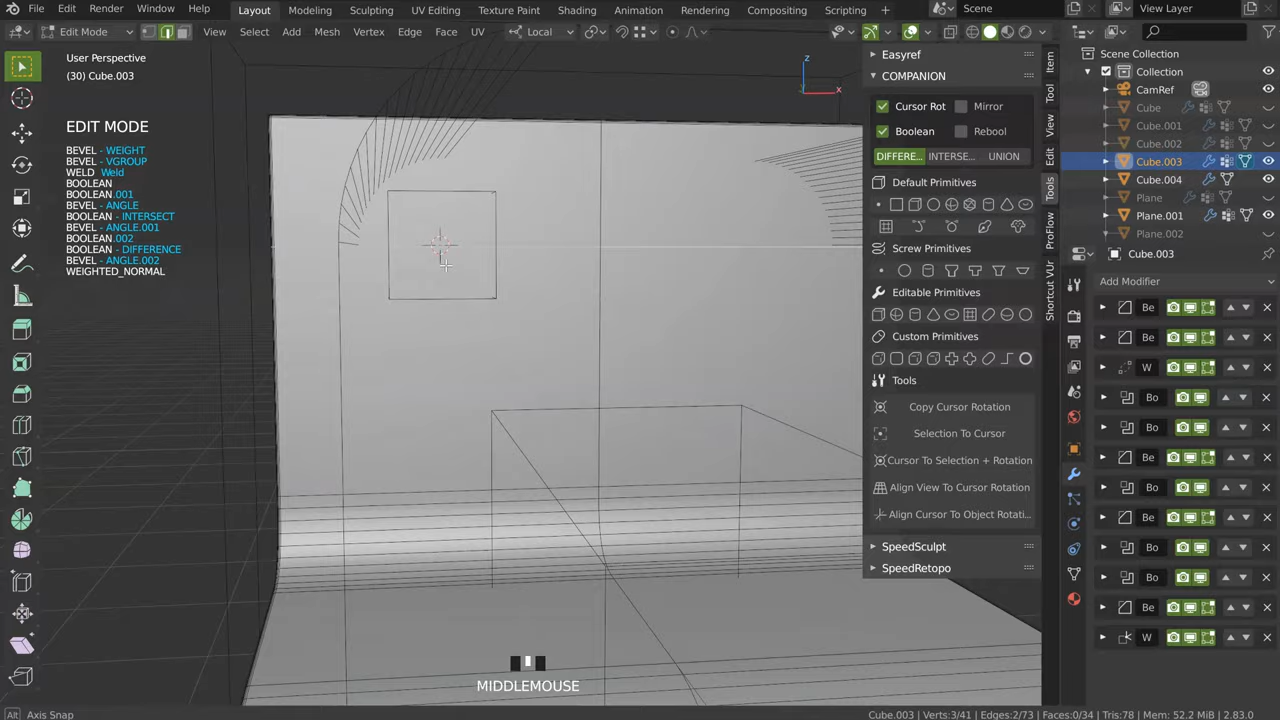 File Edit Render Window Help Layout Modeling Sculpting UV Editing Texture Paint Shading Animation Rendering Compositing Scripting + Scene View Layer
Edit Mode View Select Add Mesh Vertex Edge Face UV Local
User Perspective
(30) Cube.003
EDIT MODE
BEVEL - WEIGHT
BEVEL - VGROUP
WELD Weld
BOOLEAN
BOOLEAN.001
BEVEL - ANGLE
BOOLEAN - INTERSECT
BEVEL - ANGLE.001
BOOLEAN.002
BOOLEAN - DIFFERENCE
BEVEL - ANGLE.002
WEIGHTED_NORMAL
z
x
Easyref
COMPANION
Cursor Rot Mirror
Boolean Rebool
DIFFERE... INTERSE... UNION
Default Primitives
Screw Primitives
Editable Primitives
Custom Primitives
Tools
Copy Cursor Rotation
Selection To Cursor
Cursor To Selection + Rotation
Align View To Cursor Rotation
Align Cursor To Object Rotati...
SpeedSculpt
SpeedRetopo
Item
Tool
View
Edit
Tools
ProFlow
Shortcut VUr
Scene Collection
Collection
CamRef
Cube
Cube.001
Cube.002
Cube.003
Cube.004
Plane
Plane.001
Plane.002
Cube.003
Add Modifier
Be
Be
W
Bo
Bo
Be
Bo
Be
Bo
Bo
Be
W
MIDDLEMOUSE
Alt Axis Snap
Cube.003 | Verts:3/41 | Edges:2/73 | Faces:0/34 | Tris:78 | Mem: 52.2 MiB | 2.83.0